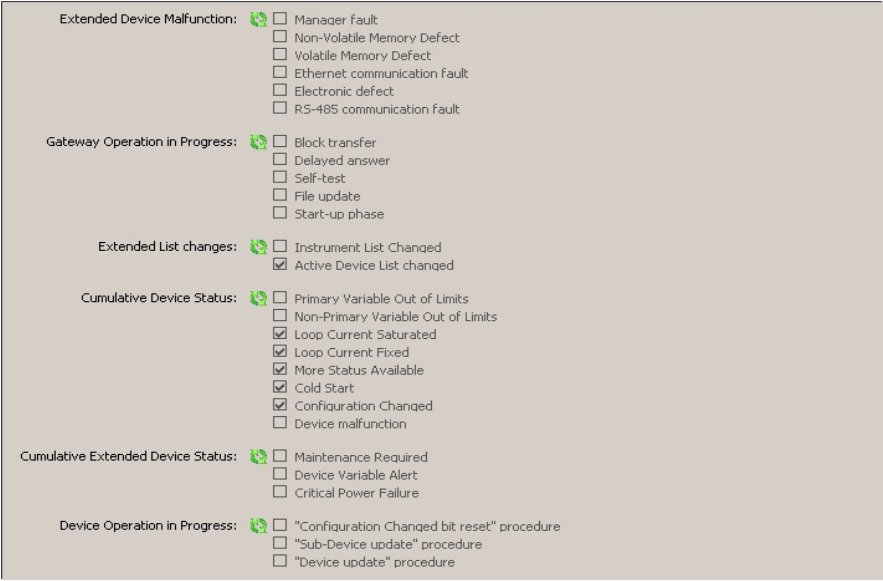 Extended Device Malfunction: Manager fault
Non-Volatile Memory Defect
Volatile Memory Defect
Ethernet communication fault
Electronic defect
RS-485 communication fault
Gateway Operation in Progress: Block transfer
Delayed answer
Self-test
File update
Start-up phase
Extended List changes: Instrument List Changed
Active Device List changed
Cumulative Device Status: Primary Variable Out of Limits
Non-Primary Variable Out of Limits
Loop Current Saturated
Loop Current Fixed
More Status Available
Cold Start
Configuration Changed
Device malfunction
Cumulative Extended Device Status: Maintenance Required
Device Variable Alert
Critical Power Failure
Device Operation in Progress: "Configuration Changed bit reset" procedure
"Sub-Device update" procedure
"Device update" procedure